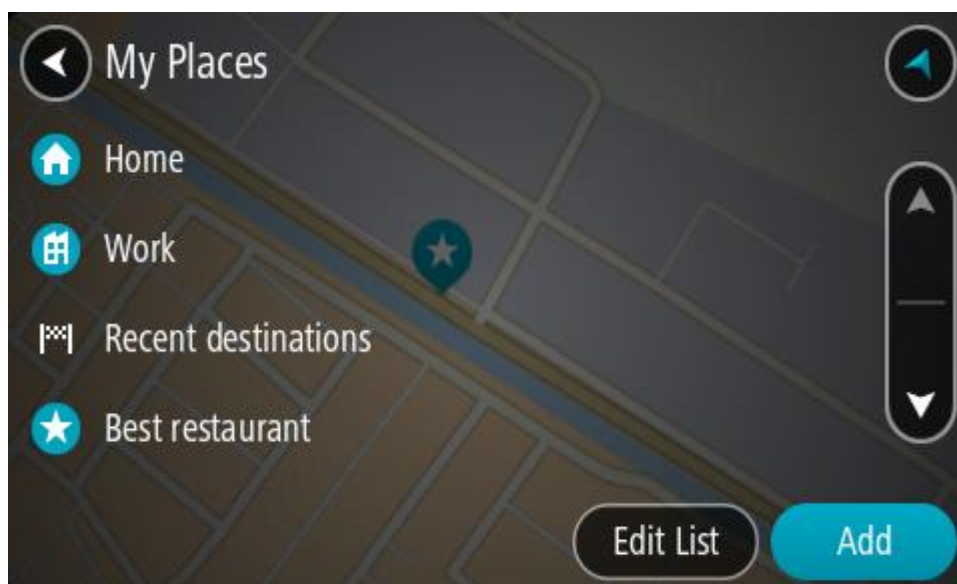 My Places
Home
Work
Recent destinations
Best restaurant
Edit List
Add